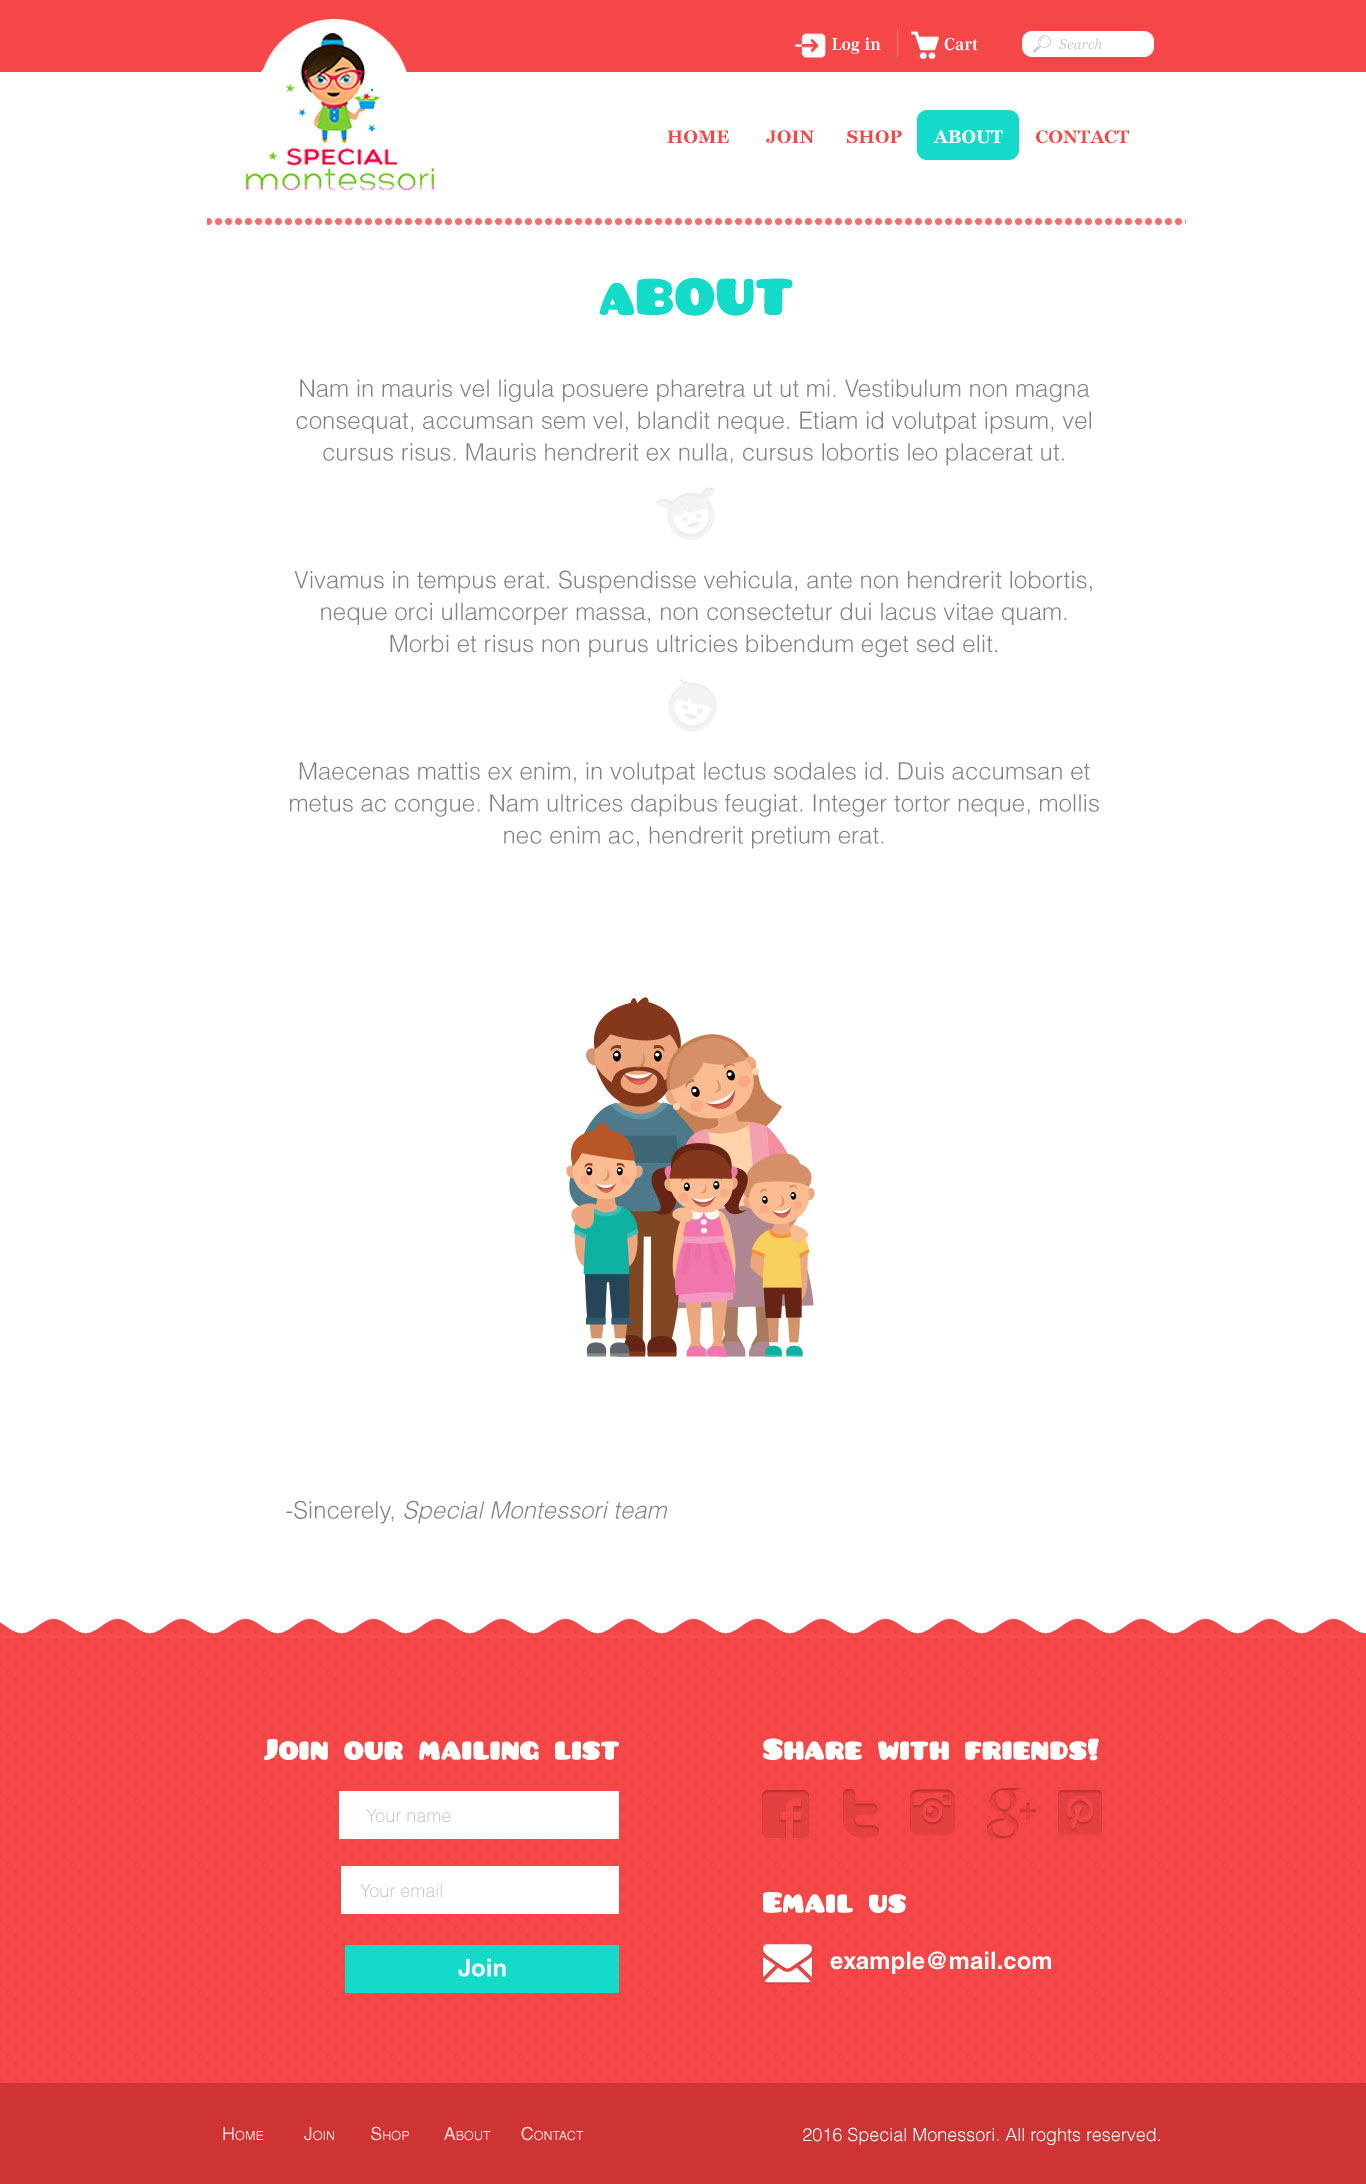 Log in
Cart
Search
SPECIAL
montessori
HOME JOIN SHOP ABOUT CONTACT
ABOUT
Nam in mauris vel ligula posuere pharetra ut ut mi. Vestibulum non magna
consequat, accumsan sem vel, blandit neque. Etiam id volutpat ipsum, vel
cursus risus. Mauris hendrerit ex nulla, cursus lobortis leo placerat ut.
Vivamus in tempus erat. Suspendisse vehicula, ante non hendrerit lobortis,
neque orci ullamcorper massa, non consectetur dui lacus vitae quam.
Morbi et risus non purus ultricies bibendum eget sed elit.
Maecenas mattis ex enim, in volutpat lectus sodales id. Duis accumsan et
metus ac congue. Nam ultrices dapibus feugiat. Integer tortor neque, mollis
nec enim ac, hendrerit pretium erat.
-Sincerely, Special Montessori team
Join our mailing list
Your name
Your email
Join
Share with friends!
Email us
example@mail.com
Home Join Shop About Contact
2016 Special Monessori. All roghts reserved.